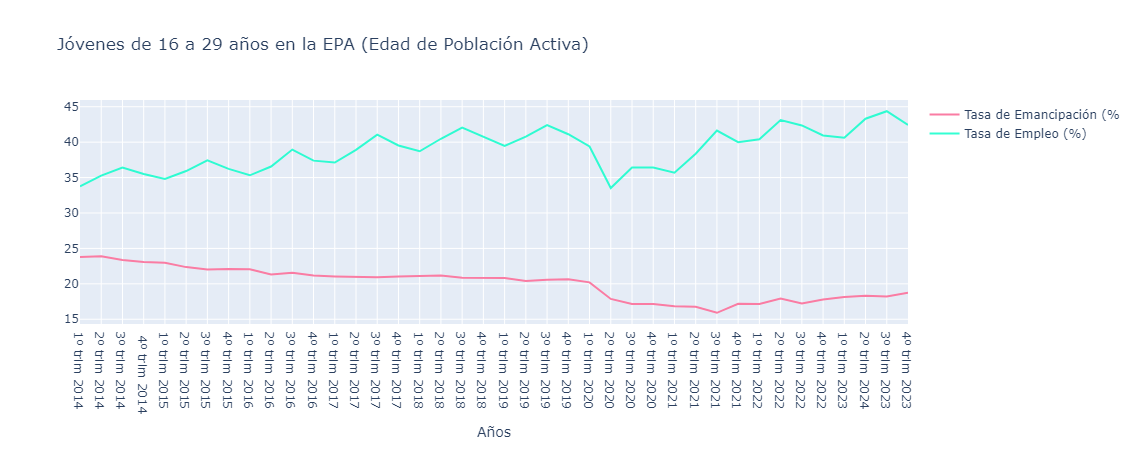 Jóvenes de 16 a 29 años en la EPA (Edad de Población Activa)
45
40
35
30
25
20
15
1º trim 2014
2º trim 2014
3º trim 2014
4º trim 2014
1º trim 2015
2º trim 2015
3º trim 2015
4º trim 2015
1º trim 2016
2º trim 2016
3º trim 2016
4º trim 2016
1º trim 2017
2º trim 2017
3º trim 2017
4º trim 2017
1º trim 2018
2º trim 2018
3º trim 2018
4º trim 2018
1º trim 2019
2º trim 2019
3º trim 2019
4º trim 2019
1º trim 2020
2º trim 2020
3º trim 2020
4º trim 2020
1º trim 2021
2º trim 2021
3º trim 2021
4º trim 2021
1º trim 2022
2º trim 2022
3º trim 2022
4º trim 2022
1º trim 2023
2º trim 2024
3º trim 2023
4º trim 2023
Años
Tasa de Emancipación (%
Tasa de Empleo (%)